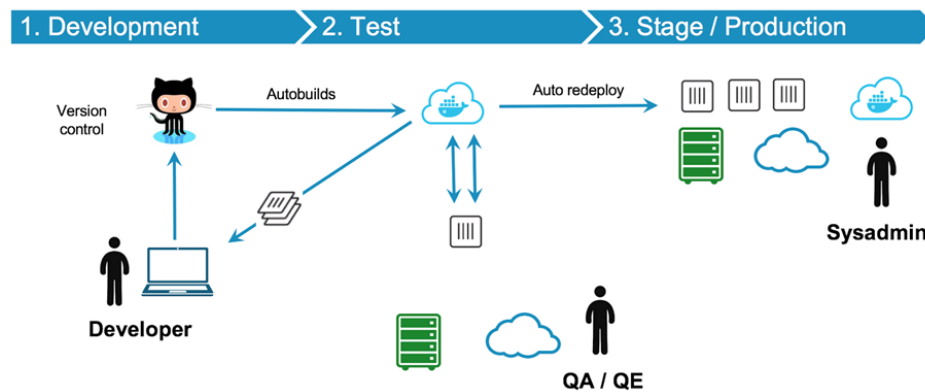 1. Development
2. Test
3. Stage / Production
Version
control
Autobuilds
Auto redeploy
Sysadmin
Developer
QA / QE